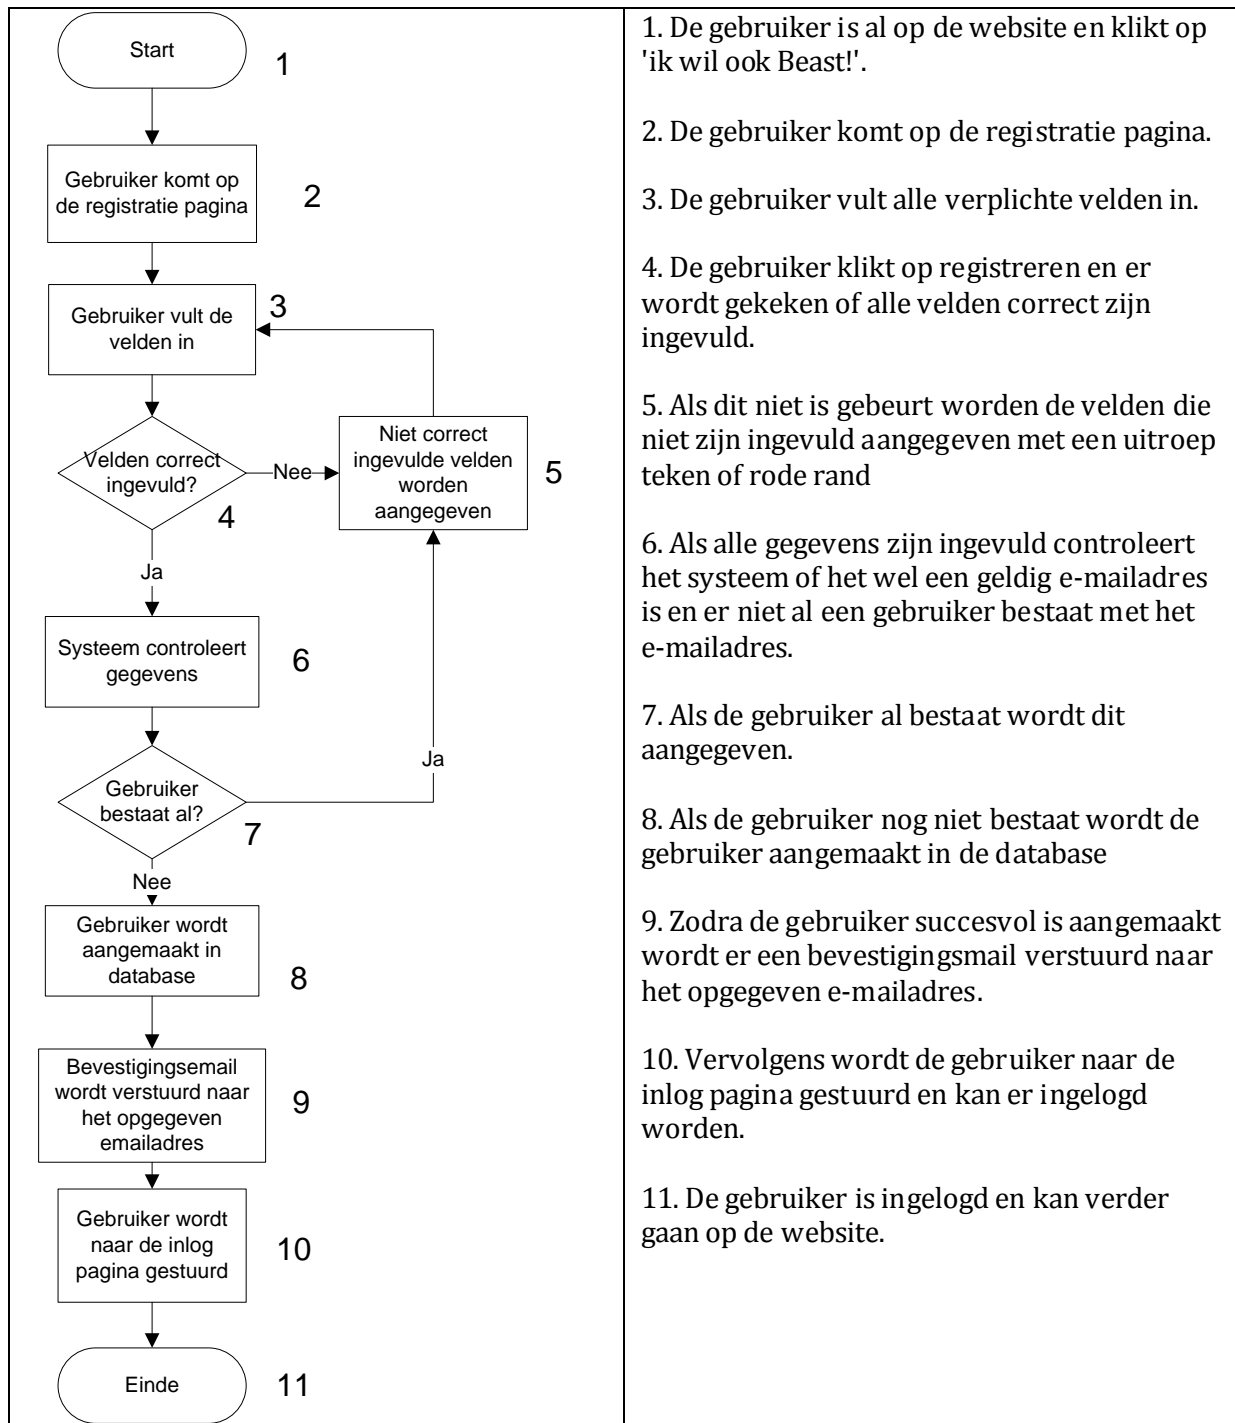 Start
1
Gebruiker komt op
de registratie pagina
2
Gebruiker vult de
velden in
3
Velden correct
ingevuld?
4
Nee
Niet correct
ingevulde velden
worden
aangegeven
5
Ja
Systeem controleert
gegevens
6
Gebruiker
bestaat al?
7
Ja
Nee
Gebruiker wordt
aangemaakt in
database
8
Bevestigingsemail
wordt verstuurd naar
het opgegeven
emailadres
9
Gebruiker wordt
naar de inlog
pagina gestuurd
10
Einde
11
1. De gebruiker is al op de website en klikt op
'ik wil ook Beast!'.
2. De gebruiker komt op de registratie pagina.
3. De gebruiker vult alle verplichte velden in.
4. De gebruiker klikt op registreren en er
wordt gekeken of alle velden correct zijn
ingevuld.
5. Als dit niet is gebeurt worden de velden die
niet zijn ingevuld aangegeven met een uitroep
teken of rode rand
6. Als alle gegevens zijn ingevuld controleert
het systeem of het wel een geldig e-mailadres
is en er niet al een gebruiker bestaat met het
e-mailadres.
7. Als de gebruiker al bestaat wordt dit
aangegeven.
8. Als de gebruiker nog niet bestaat wordt de
gebruiker aangemaakt in de database
9. Zodra de gebruiker succesvol is aangemaakt
wordt er een bevestigingsmail verstuurd naar
het opgegeven e-mailadres.
10. Vervolgens wordt de gebruiker naar de
inlog pagina gestuurd en kan er ingelogd
worden.
11. De gebruiker is ingelogd en kan verder
gaan op de website.